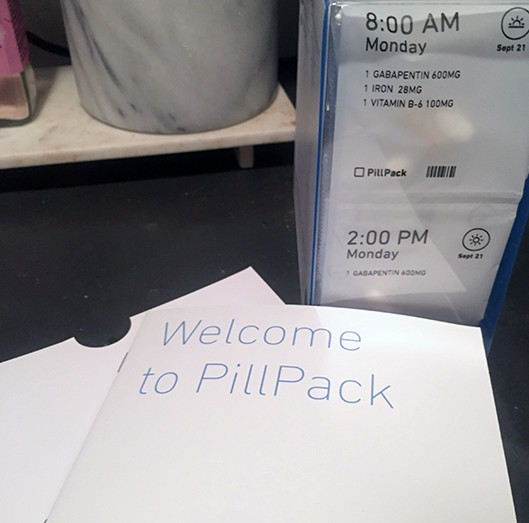 8:00 AM
Monday
Sept 21
1 GABAPENTIN 600MG
1 IRON 28MG
1 VITAMIN B-6 100MG
PillPack
2:00 PM
Monday
Sept 21
1 GABAPENTIN 600MG
Welcome
to PillPack